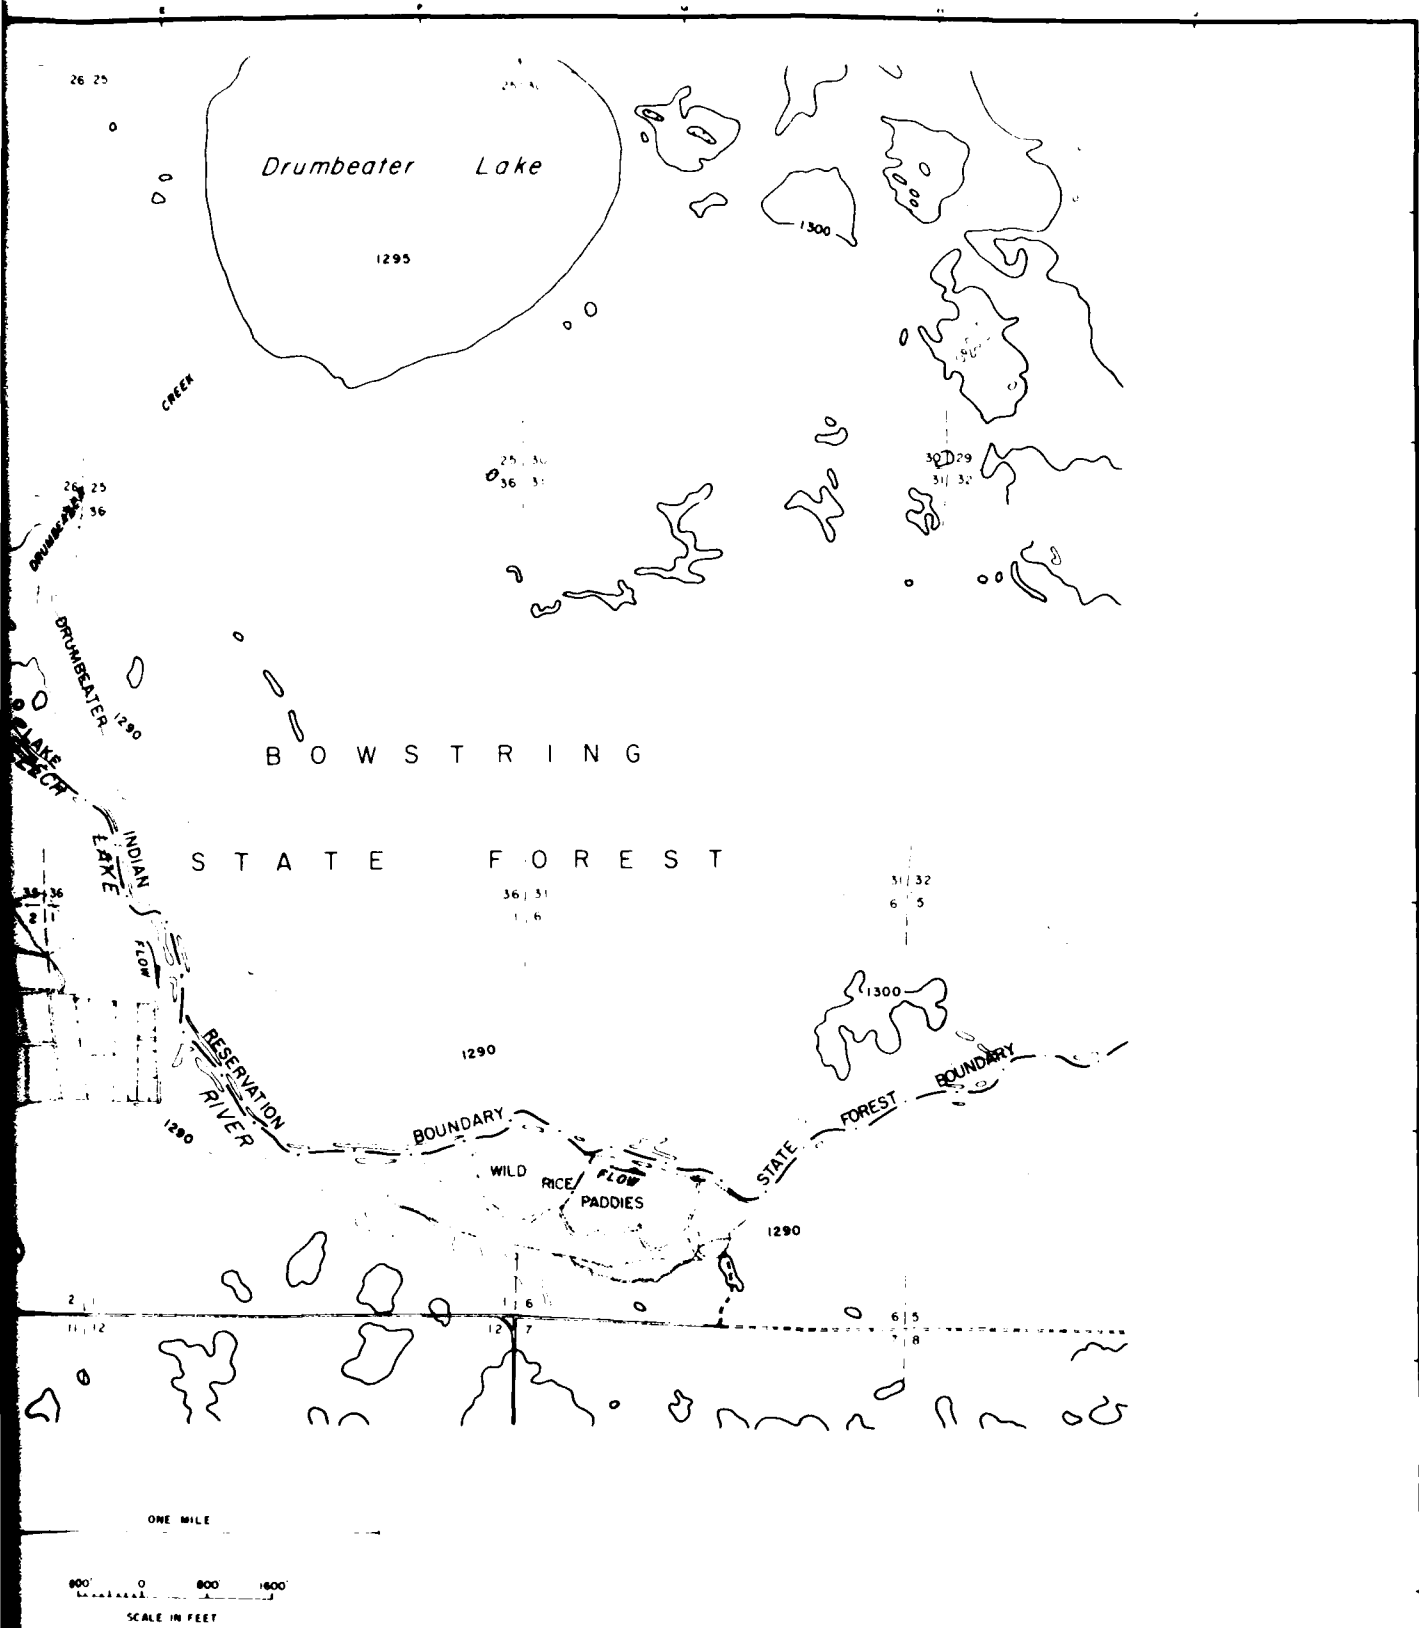 26 25
Drumbeater Lake
1300
1295
CREEK
25 30
36 31
30 29
31 32
26 25
36
DRUMBEATER
DRUMBEATER
1290
LAKE
LEECH
BOWSTRING
INDIAN
LAKE
STATE FOREST
36 31
1 6
31 32
6 5
35 36
2 1
FLOW
1300
RESERVATION
1290
BOUNDARY
RIVER
1290
BOUNDARY
FOREST
STATE
WILD
RICE
FLOW
PADDIES
1290
2 1
11 12
1 6
12 7
6 5
7 8
ONE MILE
800' 0 800' 1600'
SCALE IN FEET